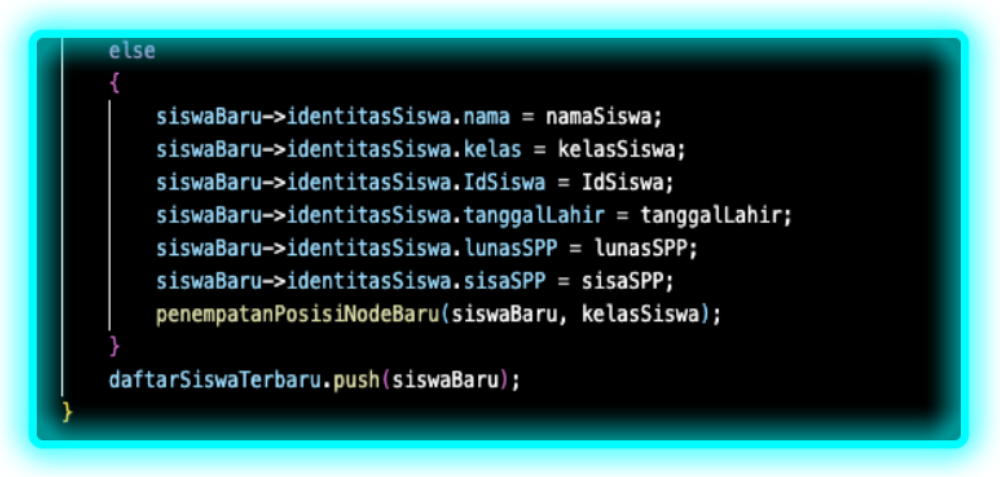 else
{
siswaBaru->identitasSiswa.nama = namaSiswa;
siswaBaru->identitasSiswa.kelas = kelasSiswa;
siswaBaru->identitasSiswa.IdSiswa = IdSiswa;
siswaBaru->identitasSiswa.tanggalLahir = tanggalLahir;
siswaBaru->identitasSiswa.lunasSPP = lunasSPP;
siswaBaru->identitasSiswa.sisaSPP = sisaSPP;
penempatanPosisiNodeBaru(siswaBaru, kelasSiswa);
}
daftarSiswaTerbaru.push(siswaBaru);
}